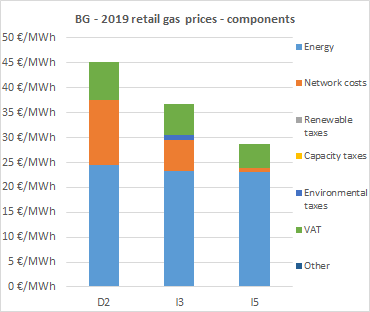 BG - 2019 retail gas prices - components
50 €/MWh
45 €/MWh
40 €/MWh
35 €/MWh
30 €/MWh
25 €/MWh
20 €/MWh
15 €/MWh
10 €/MWh
5 €/MWh
0 €/MWh
D2
I3
I5
Energy
Network costs
Renewable
taxes
Capacity taxes
Environmental
taxes
VAT
Other